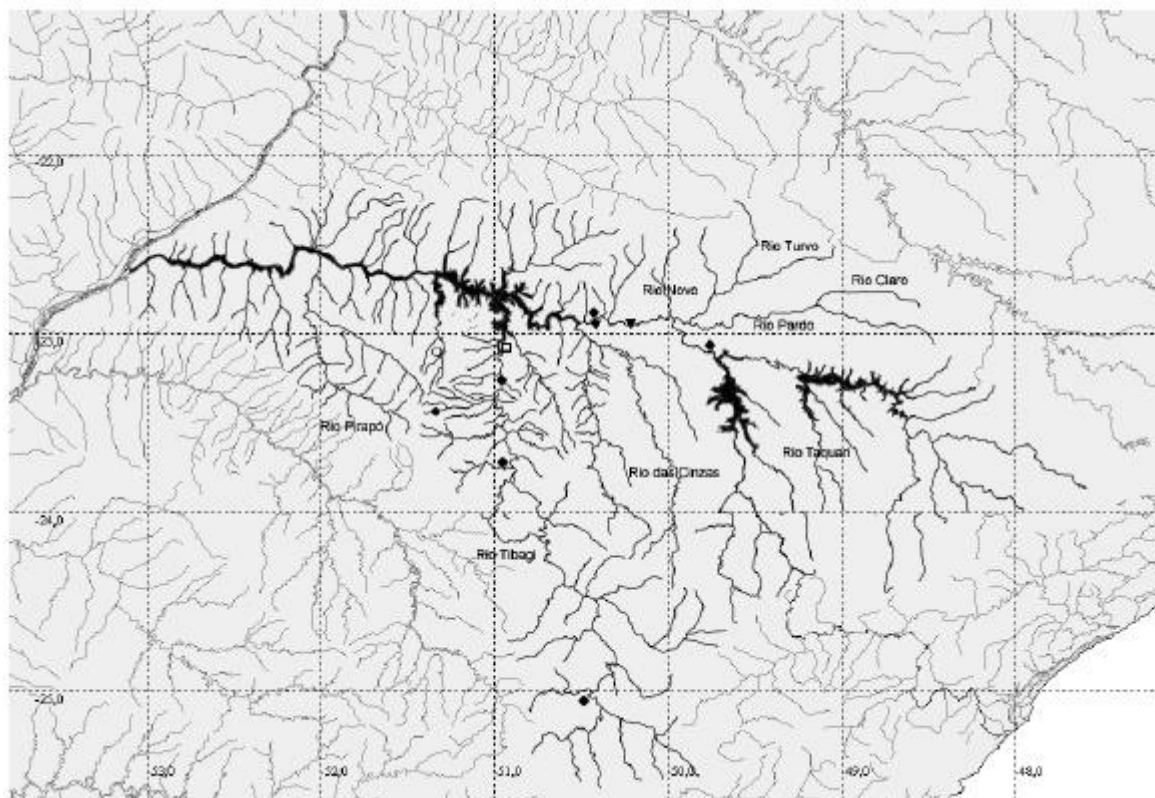 -22,0
Rio Turvo
Rio Claro
Rio Novo
Rio Pardo
-23,0
Rio Pirapó
Rio Taquari
Rio das Cinzas
-24,0
Rio Tibagi
-25,0
-53,0
-52,0
-51,0
-50,0
-49,0
-48,0